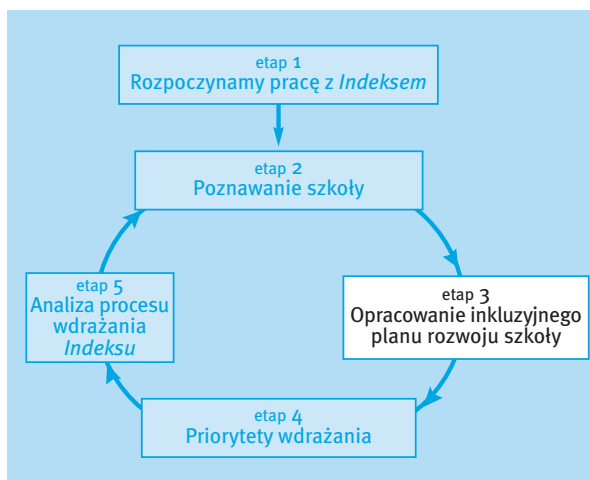 etap 1
Rozpoczynamy pracę z Indeksem
etap 2
Poznawanie szkoły
etap 3
Opracowanie inkluzyjnego
planu rozwoju szkoły
etap 4
Priorytety wdrażania
etap 5
Analiza procesu
wdrażania
Indeksu